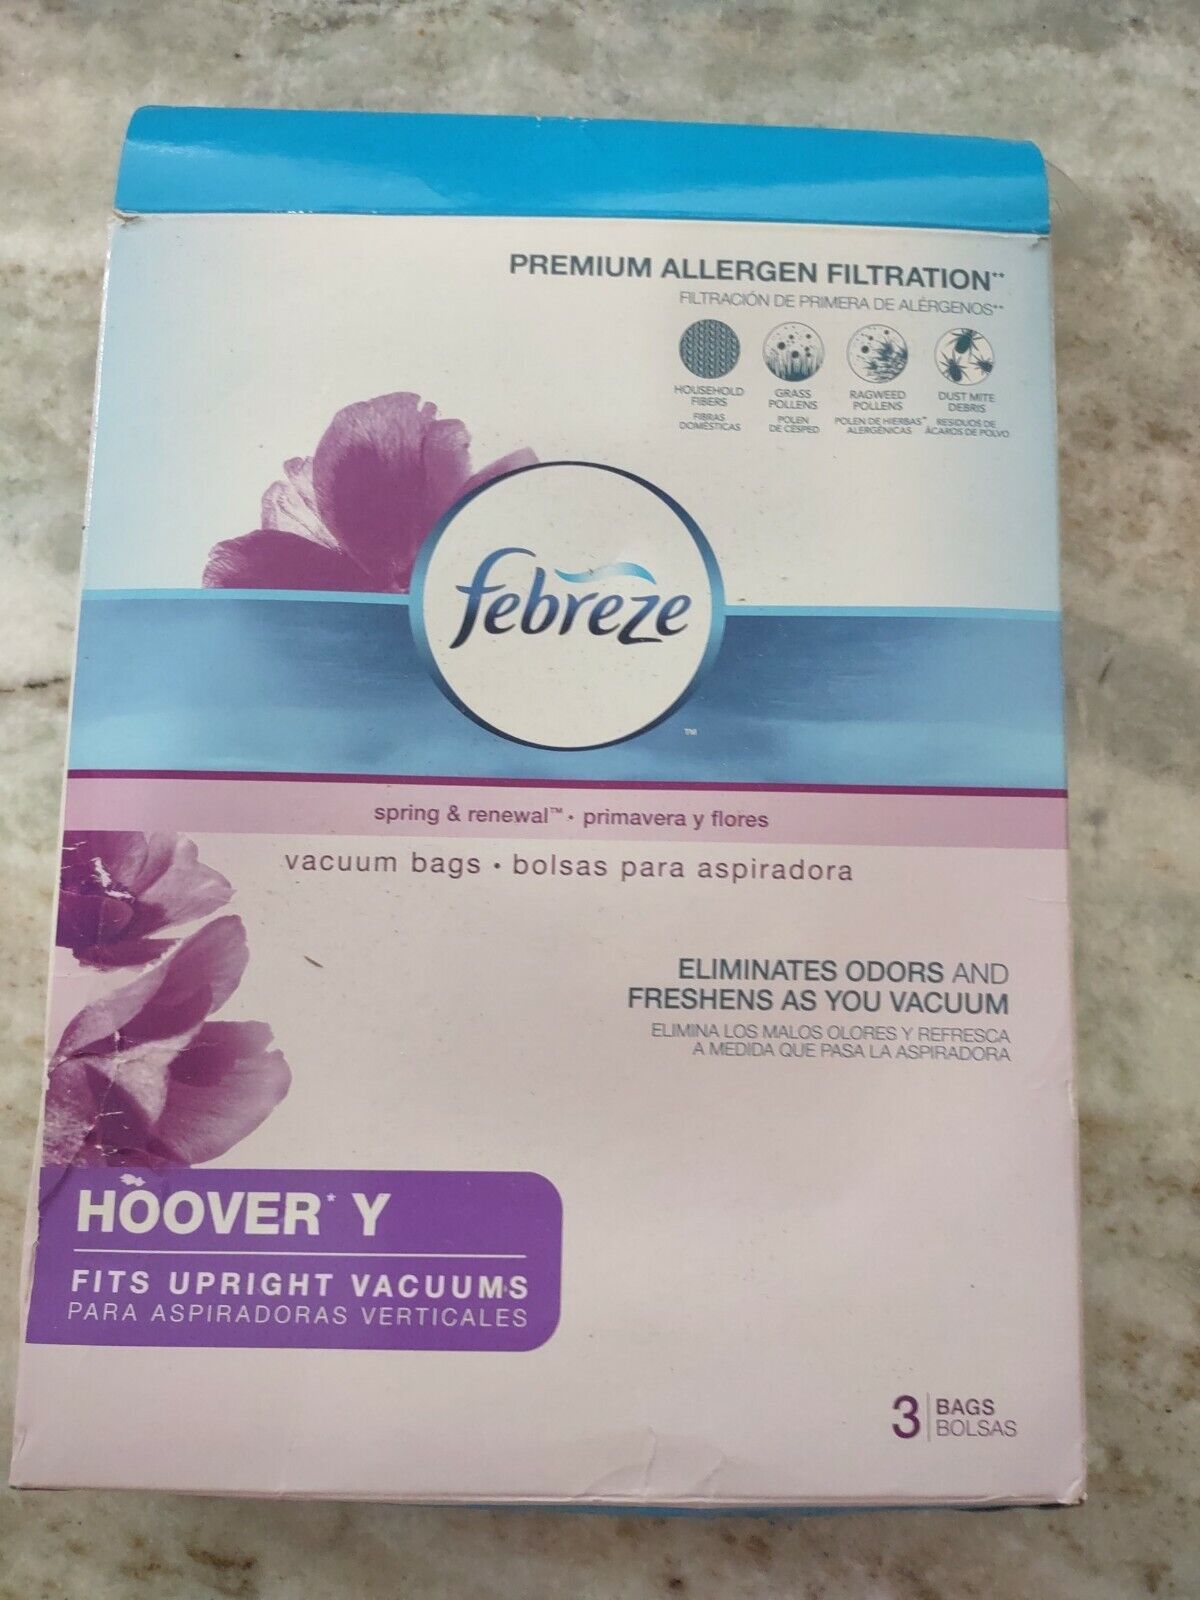 PREMIUM ALLERGEN FILTRATION**
FILTRACIÓN DE PRIMERA DE ALÉRGENOS**
HOUSEHOLD
FIBERS
FIBRAS
DOMÉSTICAS
GRASS
POLLENS
POLEN
DE CÉSPED
RAGWEED
POLLENS
POLEN DE HIERBAS
ALERGÉNICAS
DUST MITE
DEBRIS
RESIDUOS DE
ÁCAROS DE POLVO
febreze
TM
spring & renewal™ • primavera y flores
vacuum bags • bolsas para aspiradora
ELIMINATES ODORS AND
FRESHENS AS YOU VACUUM
ELIMINA LOS MALOS OLORES Y REFRESCA
A MEDIDA QUE PASA LA ASPIRADORA
HOOVER* Y
FITS UPRIGHT VACUUMS
PARA ASPIRADORAS VERTICALES
3 BAGS
BOLSAS